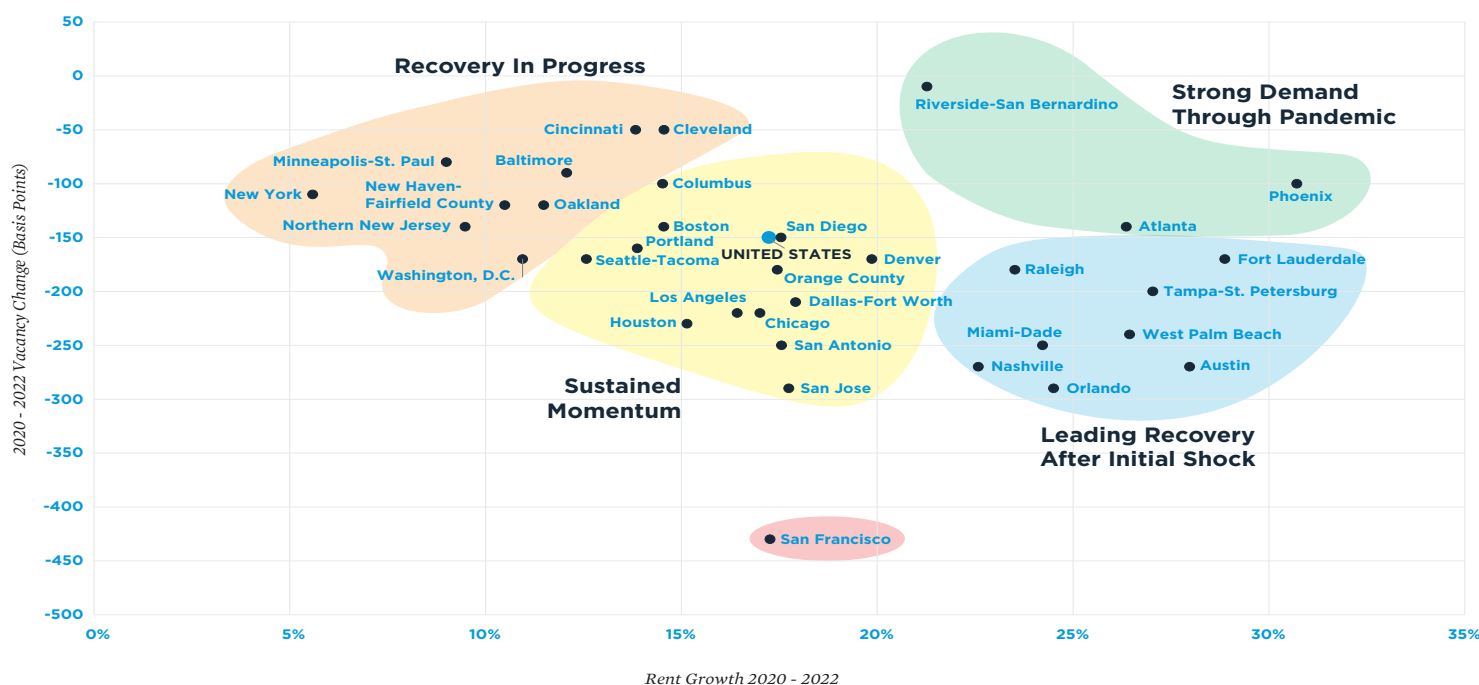 50
0
-50
-100
-150
-200
-250
-300
-350
-400
-450
-500
2020 - 2022 Vacancy Change (Basis Points)
Recovery In Progress
Cincinnati
Cleveland
Minneapolis-St. Paul
Baltimore
New York
New Haven-
Fairfield County
Oakland
Northern New Jersey
Washington, D.C.
Columbus
Boston
San Diego
Portland
UNITED STATES
Seattle-Tacoma
Denver
Orange County
Los Angeles
Dallas-Fort Worth
Houston
Chicago
San Antonio
San Jose
Sustained
Momentum
Riverside-San Bernardino
Strong Demand
Through Pandemic
Phoenix
Atlanta
Raleigh
Fort Lauderdale
Tampa-St. Petersburg
Miami-Dade
West Palm Beach
Nashville
Austin
Orlando
Leading Recovery
After Initial Shock
San Francisco
0%
5%
10%
15%
20%
25%
30%
35%
Rent Growth 2020 - 2022